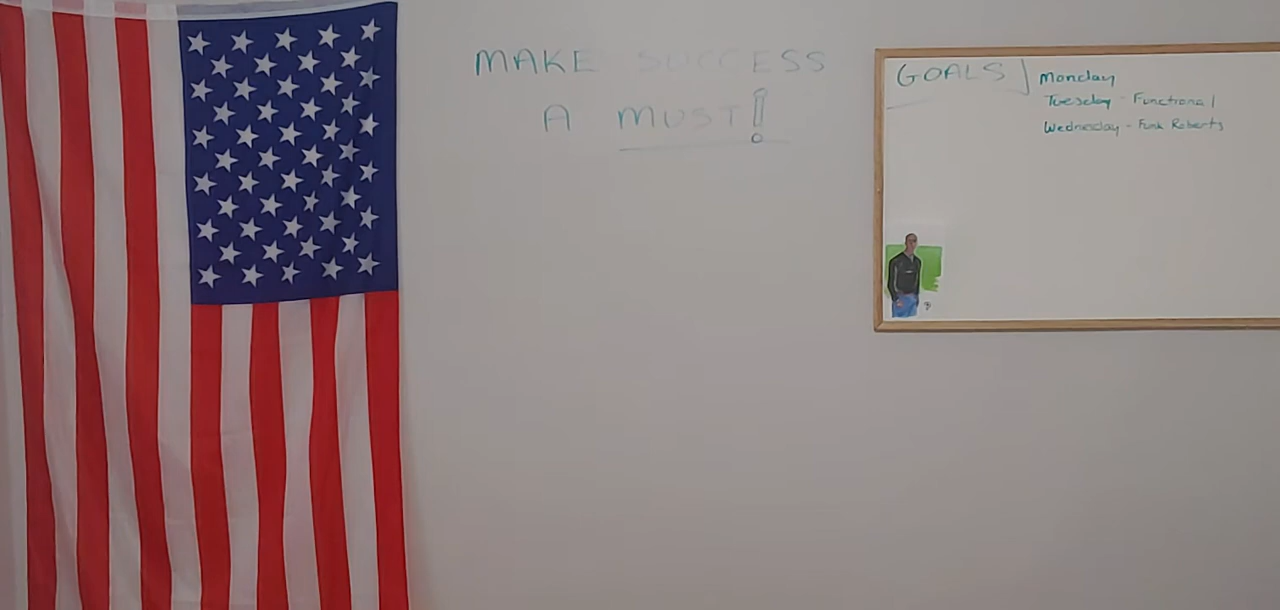 MAKE SUCCESS
A MUST!
GOALS
Monday
Tuesday - Functional
Wednesday - Funk Roberts